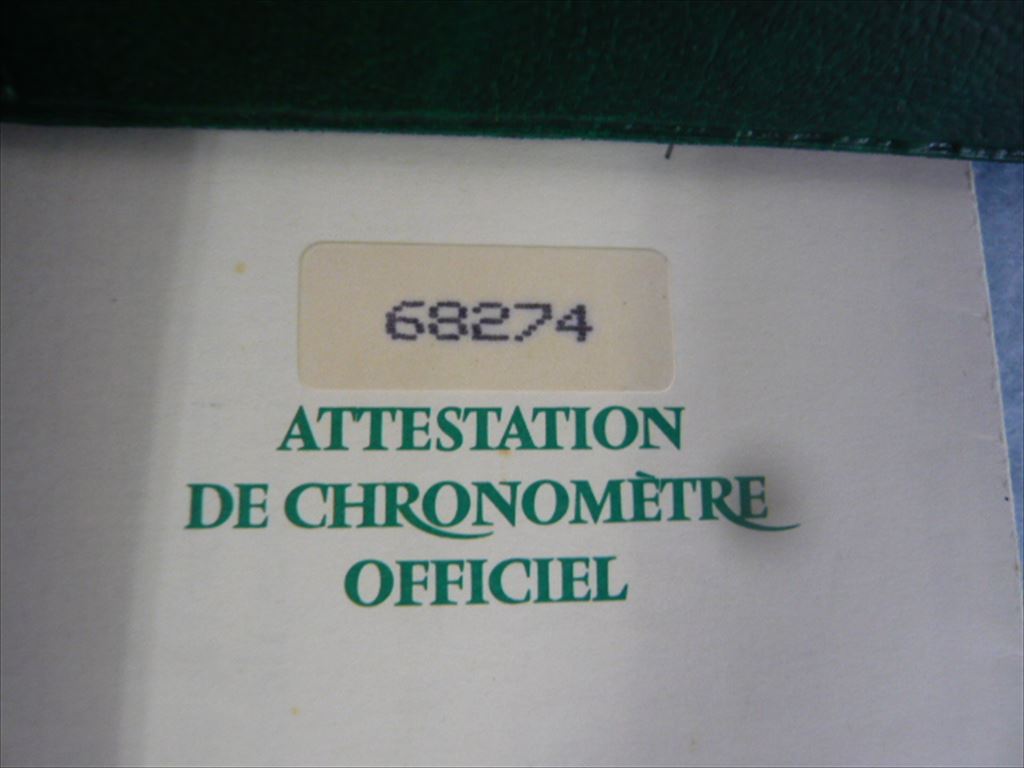 68274
ATTESTATION
DE CHRONOMÈTRE
OFFICIEL